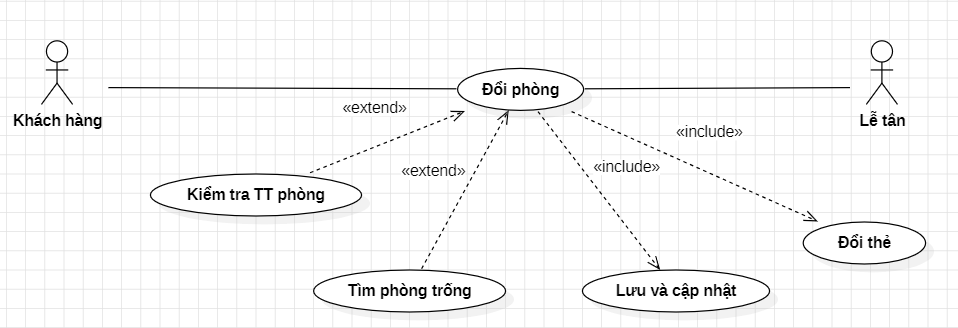 Đổi phòng
«extend»
Khách hàng
Lễ tân
«include»
«include»
«extend»
Kiểm tra TT phòng
Đổi thẻ
Tìm phòng trống
Lưu và cập nhật